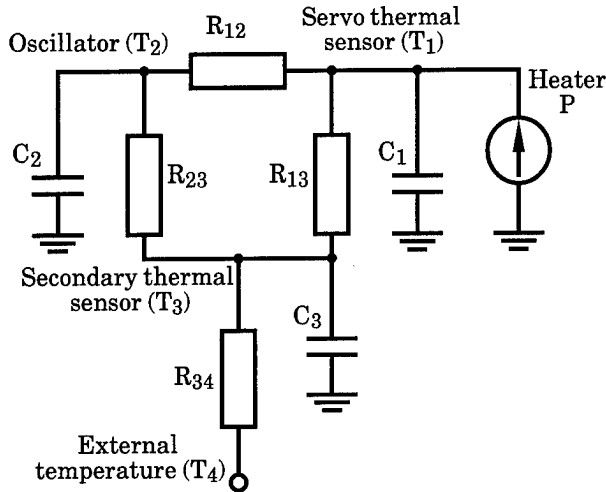 R12
Servo thermal
sensor (T1)
Oscillator (T2)
Heater
P
C2
R23
R13
C1
Secondary thermal
sensor (T3)
C3
R34
External
temperature (T4)